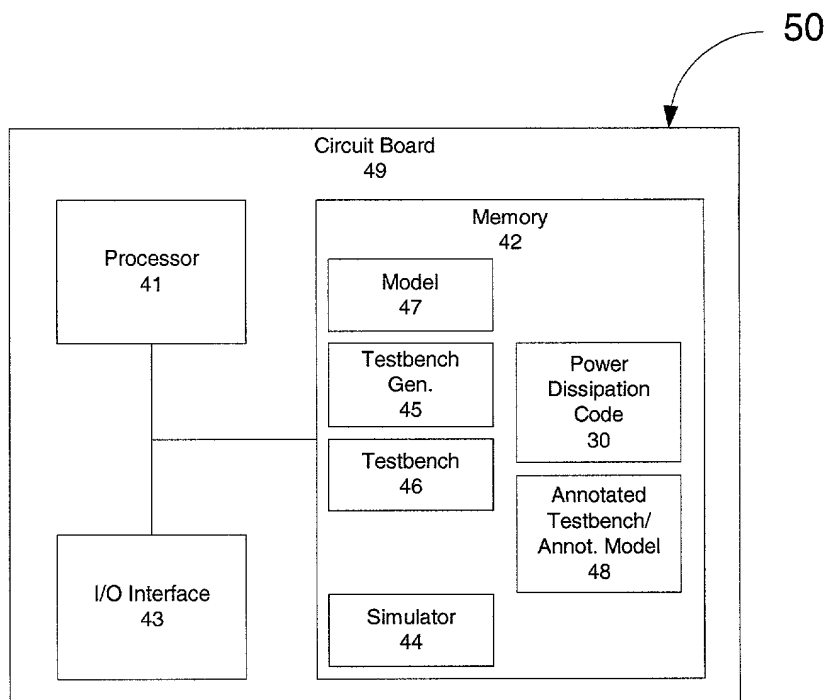 50
Circuit Board
49
Processor
41
Memory
42
Model
47
Testbench
Gen.
45
Power
Dissipation
Code
30
Testbench
46
Annotated
Testbench/
Annot. Model
48
I/O Interface
43
Simulator
44